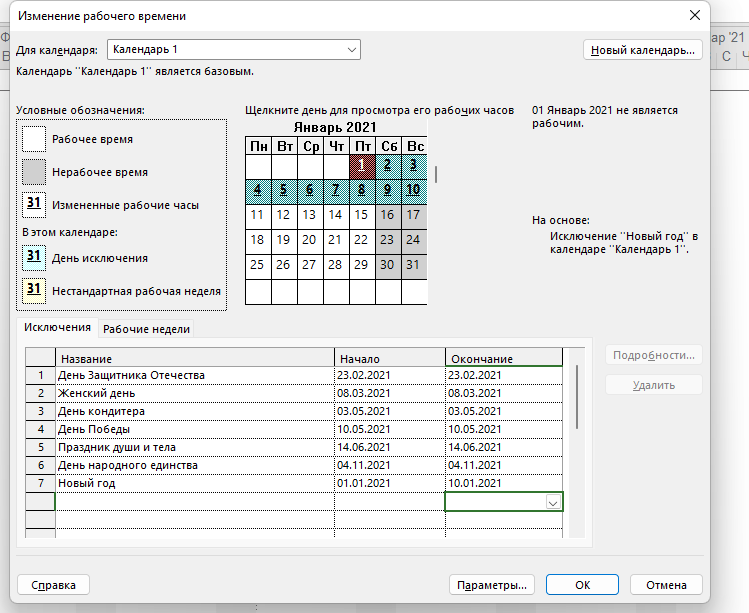 Изменение рабочего времени
Для календаря: Календарь 1 Новый календарь...
Календарь "Календарь 1" является базовым.
Условные обозначения:
Рабочее время
Нерабочее время
31 Измененные рабочие часы
В этом календаре:
31 День исключения
31 Нестандартная рабочая неделя
Щелкните день для просмотра его рабочих часов
Январь 2021
Пн Вт Ср Чт Пт Сб Вс
1 2 3
4 5 6 7 8 9 10
11 12 13 14 15 16 17
18 19 20 21 22 23 24
25 26 27 28 29 30 31
01 Январь 2021 не является
рабочим.
На основе:
Исключение "Новый год" в
календаре "Календарь 1".
ар '21
С
Исключения Рабочие недели
Название Начало Окончание
1 День Защитника Отечества 23.02.2021 23.02.2021
2 Женский день 08.03.2021 08.03.2021
3 День кондитера 03.05.2021 03.05.2021
4 День Победы 10.05.2021 10.05.2021
5 Праздник души и тела 14.06.2021 14.06.2021
6 День народного единства 04.11.2021 04.11.2021
7 Новый год 01.01.2021 10.01.2021
Подробности...
Удалить
Справка Параметры... ОК Отмена